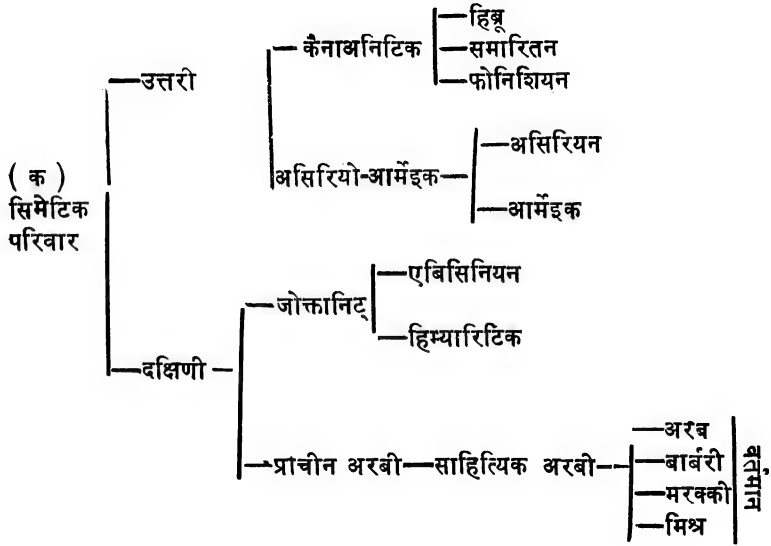 ( क )
सिमेटिक
परिवार
उत्तरी
कैनाअनिटिक
हिब्रू
समारितन
फोनिशियन
असिरियो-आर्मेइक
असिरियन
आर्मेइक
दक्षिणी
जोक्तानिट्
एबिसिनियन
हिम्यारिटिक
प्राचीन अरबी
साहित्यिक अरबी
अरब
बार्बरी
मरक्की
मिश्र
वर्तमान